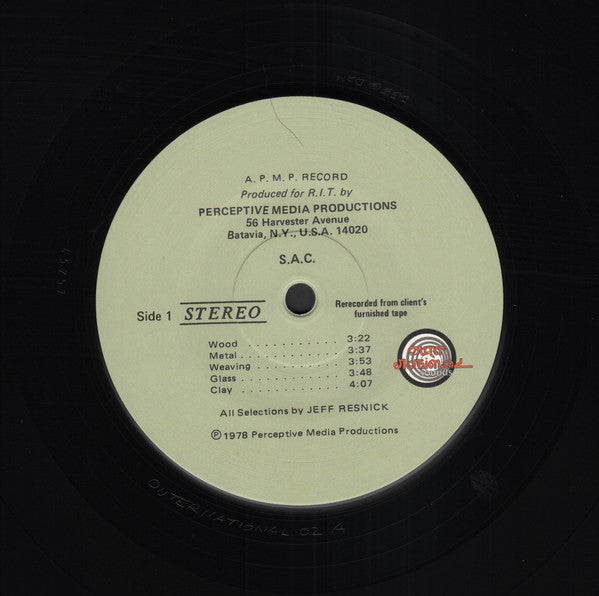 A. P. M. P. RECORD
Produced for R.I.T. by
PERCEPTIVE MEDIA PRODUCTIONS
56 Harvester Avenue
Batavia, N.Y., U.S.A. 14020
S.A.C.
Side 1 STEREO Rerecorded from client's
furnished tape
Wood . . . . . . . . . . . . 3:22
Metal . . . . . . . . . . . . 3:37
Weaving . . . . . . . . . . . 3:53
Glass . . . . . . . . . . . . 3:48
Clay . . . . . . . . . . . . 4:07
sounds
All Selections by JEFF RESNICK
Ⓟ 1978 Perceptive Media Productions
OUTERNATIONAL 02 A